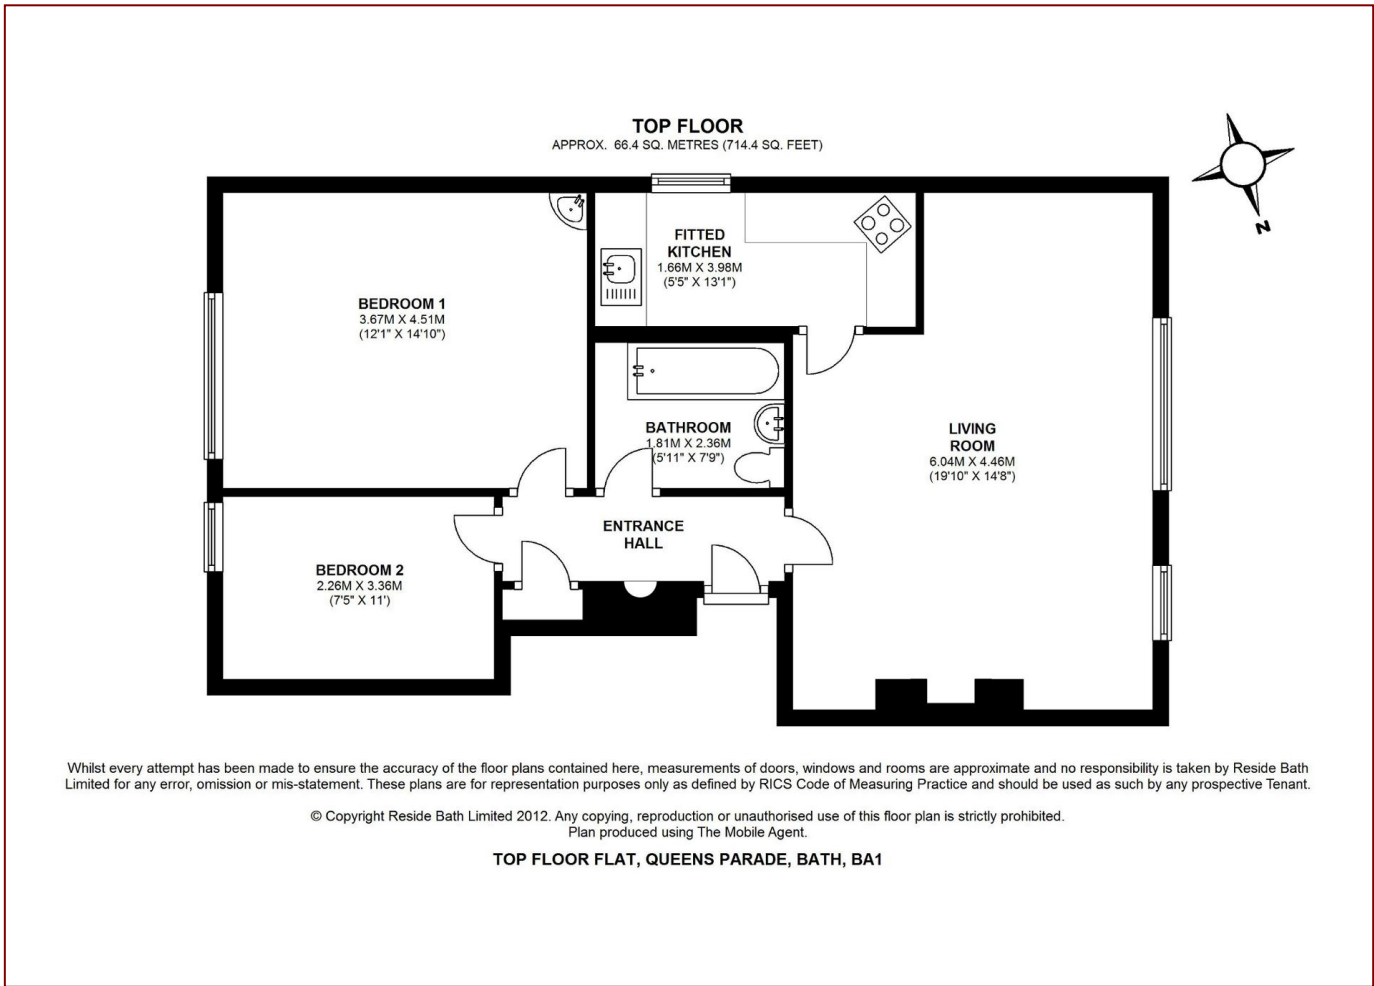 TOP FLOOR
APPROX. 66.4 SQ. METRES (714.4 SQ. FEET)
N
FITTED
KITCHEN
1.66M X 3.98M
(5'5" X 13'1")
BEDROOM 1
3.67M X 4.51M
(12'1" X 14'10")
BATHROOM
1.81M X 2.36M
(5'11" X 7'9")
LIVING
ROOM
6.04M X 4.46M
(19'10" X 14'8")
ENTRANCE
HALL
BEDROOM 2
2.26M X 3.36M
(7'5" X 11')
Whilst every attempt has been made to ensure the accuracy of the floor plans contained here, measurements of doors, windows and rooms are approximate and no responsibility is taken by Reside Bath
Limited for any error, omission or mis-statement. These plans are for representation purposes only as defined by RICS Code of Measuring Practice and should be used as such by any prospective Tenant.
© Copyright Reside Bath Limited 2012. Any copying, reproduction or unauthorised use of this floor plan is strictly prohibited.
Plan produced using The Mobile Agent.
TOP FLOOR FLAT, QUEENS PARADE, BATH, BA1